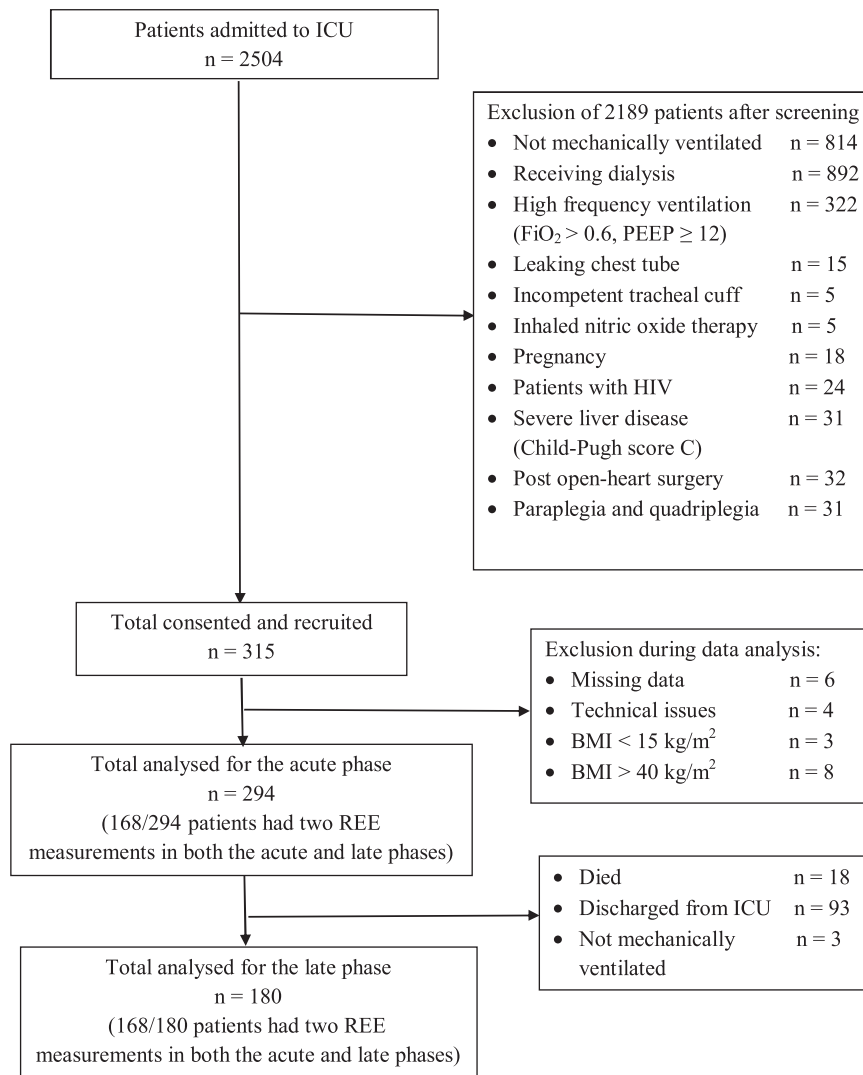 Patients admitted to ICU
n = 2504
Exclusion of 2189 patients after screening
• Not mechanically ventilated n = 814
• Receiving dialysis n = 892
• High frequency ventilation n = 322
(FiO₂ > 0.6, PEEP ≥ 12)
• Leaking chest tube n = 15
• Incompetent tracheal cuff n = 5
• Inhaled nitric oxide therapy n = 5
• Pregnancy n = 18
• Patients with HIV n = 24
• Severe liver disease n = 31
(Child-Pugh score C)
• Post open-heart surgery n = 32
• Paraplegia and quadriplegia n = 31
Total consented and recruited
n = 315
Exclusion during data analysis:
• Missing data n = 6
• Technical issues n = 4
• BMI < 15 kg/m² n = 3
• BMI > 40 kg/m² n = 8
Total analysed for the acute phase
n = 294
(168/294 patients had two REE
measurements in both the acute and late phases)
• Died n = 18
• Discharged from ICU n = 93
• Not mechanically n = 3
ventilated
Total analysed for the late phase
n = 180
(168/180 patients had two REE
measurements in both the acute and late phases)